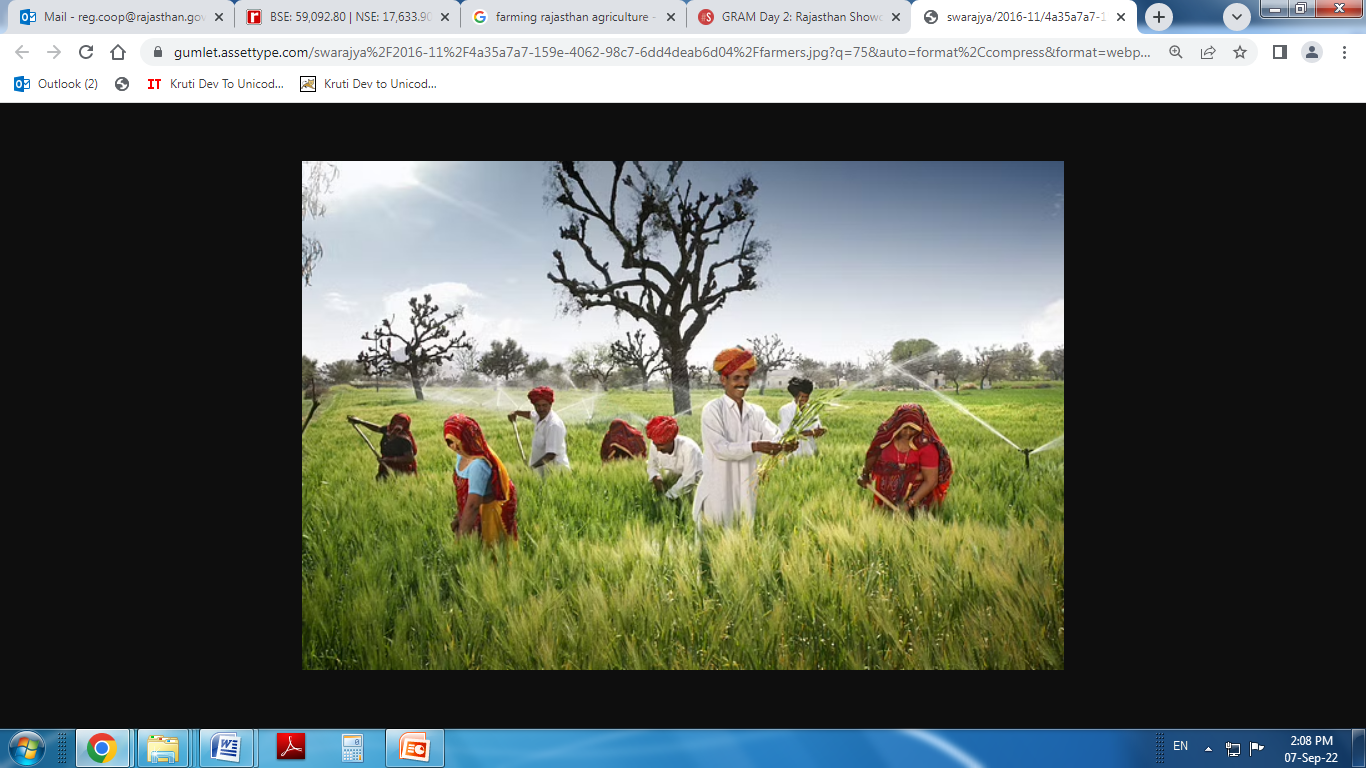 Mail - reg.coop@rajasthan.gov
BSE: 59,092.80 | NSE: 17,633.90
farming rajasthan agriculture -
GRAM Day 2: Rajasthan Showc
swarajya/2016-11/4a35a7a7-1
gumlet.assettype.com/swarajya%2F2016-11%2F4a35a7a7-159e-4062-98c7-6dd4deab6d04%2Ffarmers.jpg?q=75&auto=format%2Ccompress&format=webp...
Outlook (2)
IT Kruti Dev To Unicod...
Kruti Dev to Unicod...
EN
2:08 PM
07-Sep-22